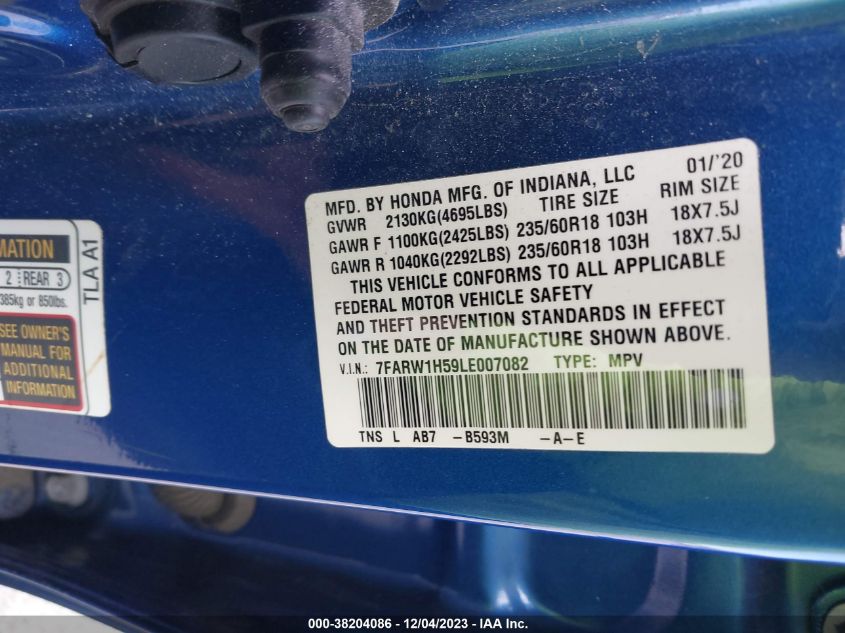 MFD. BY HONDA MFG. OF INDIANA, LLC 01/'20
GVWR 2130KG(4695LBS) TIRE SIZE RIM SIZE
GAWR F 1100KG(2425LBS) 235/60R18 103H 18X7.5J
GAWR R 1040KG(2292LBS) 235/60R18 103H 18X7.5J
THIS VEHICLE CONFORMS TO ALL APPLICABLE
FEDERAL MOTOR VEHICLE SAFETY
AND THEFT PREVENTION STANDARDS IN EFFECT
ON THE DATE OF MANUFACTURE SHOWN ABOVE.
V.I.N.: 7FARW1H59LE007082 TYPE: MPV
TNS L AB7 -B593M -A-E
MATION
2 REAR 3
385kg or 850lbs.
SEE OWNER'S
MANUAL FOR
ADDITIONAL
INFORMATION
TLA A1
000-38204086 - 12/04/2023 - © Copyright 2023 IAA, Inc.